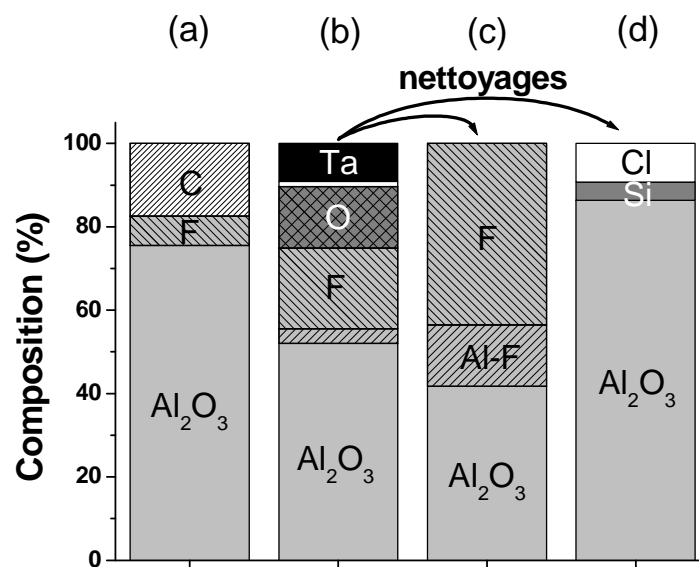 (a) (b) (c) (d)
nettoyages
Composition (%)
100
80
60
40
20
0
C
F
Al₂O₃
Ta
O
F
Al₂O₃
F
Al-F
Al₂O₃
Cl
Si
Al₂O₃